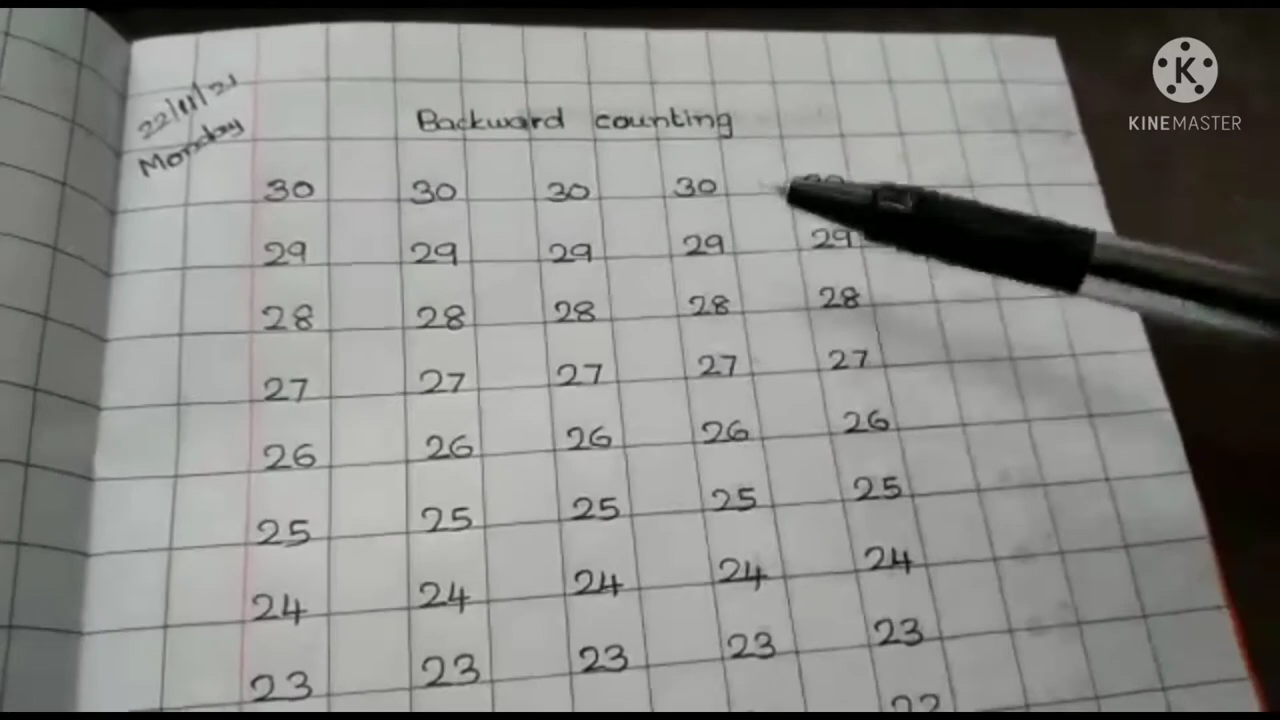 22/11/21
Monday
Backward counting
30 30 30 30
29 29 29 29 29
28 28 28 28 28
27 27 27 27 27
26 26 26 26 26
25 25 25 25 25
24 24 24 24 24
23 23 23 23 23
K
KINEMASTER